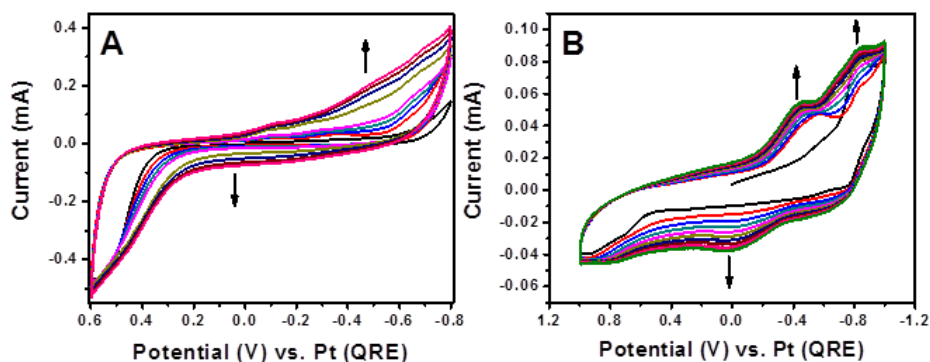 A
Current (mA)
0.4
0.2
0.0
-0.2
-0.4
0.6 0.4 0.2 0.0 -0.2 -0.4 -0.6 -0.8
Potential (V) vs. Pt (QRE)
B
Current (mA)
0.10
0.08
0.06
0.04
0.02
0.00
-0.02
-0.04
-0.06
1.2 0.8 0.4 0.0 -0.4 -0.8 -1.2
Potential (V) vs. Pt (QRE)